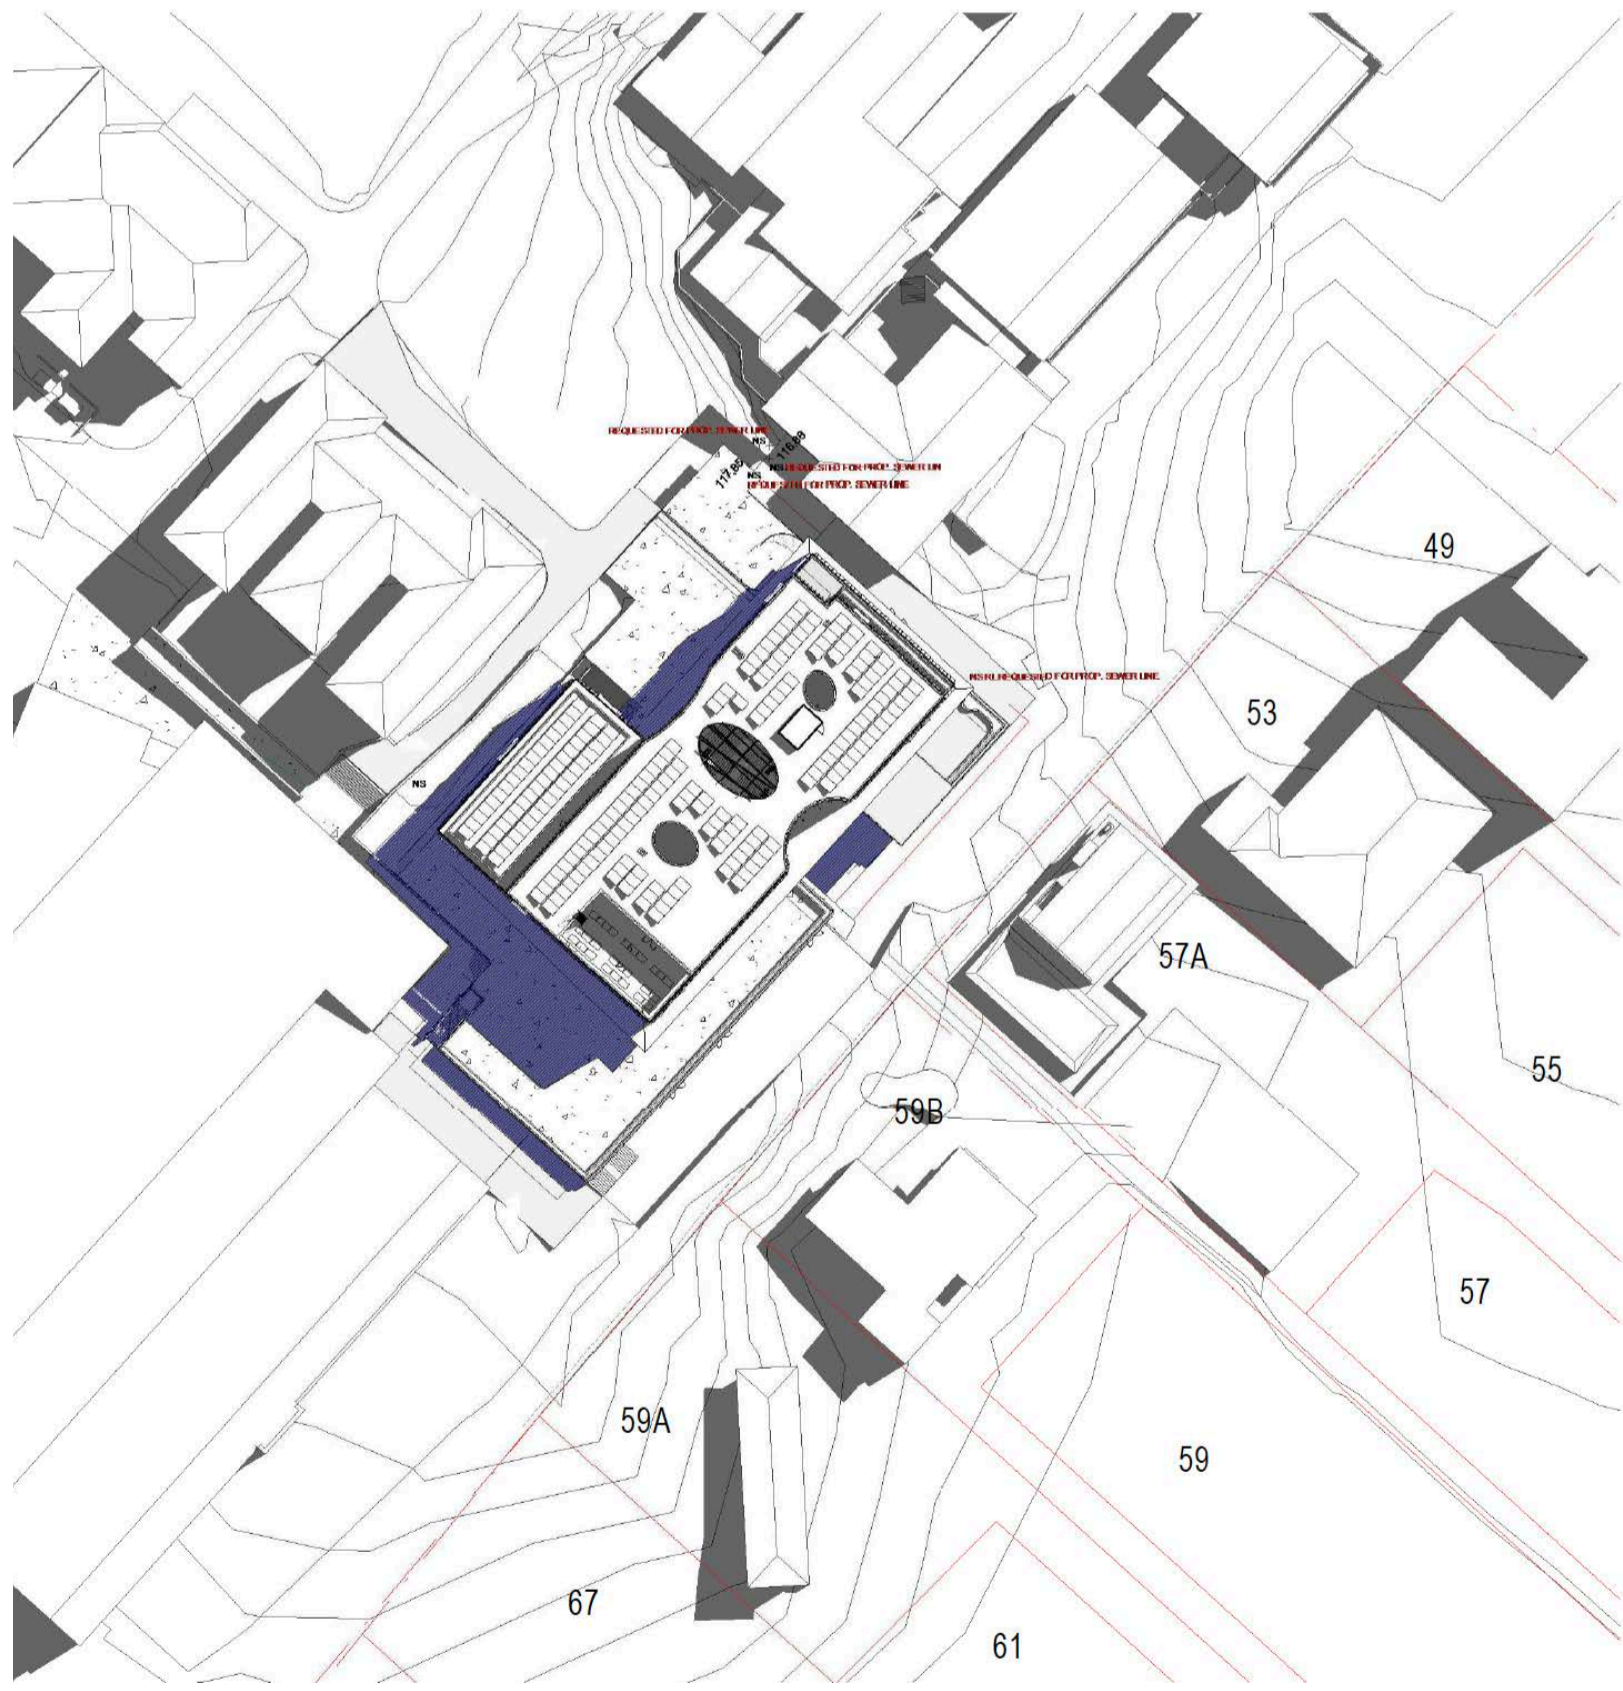 REQUESTED FOR PROP. SEWER LINE
NS
116.88
117.85
NS REQUESTED FOR PROP. SEWER LIN
NS
REQUESTED FOR PROP. SEWER LINE
49
NS RL REQUESTED FOR PROP. SEWER LINE
53
NS
57A
55
59B
57
59A
59
67
61